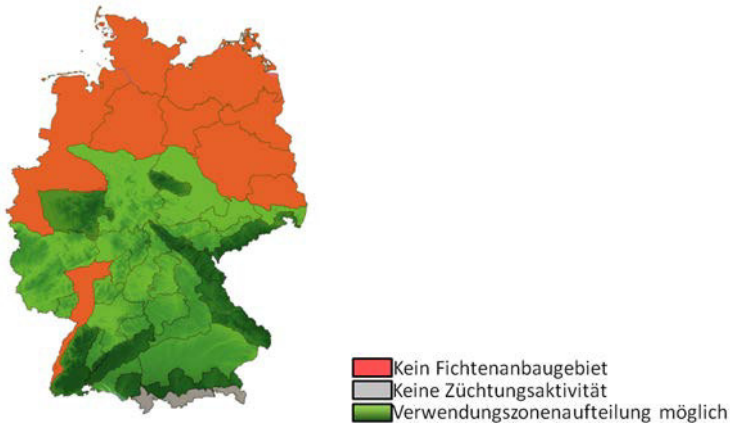 Kein Fichtenanbaugebiet
Keine Züchtungsaktivität
Verwendungszonenaufteilung möglich